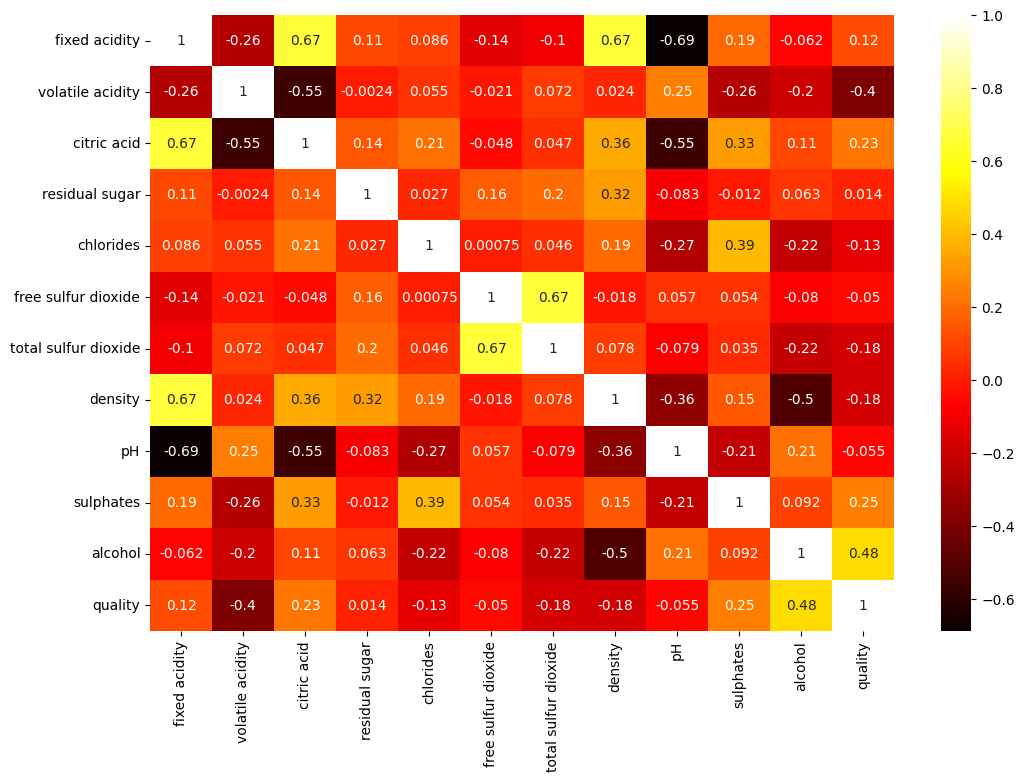 fixed acidity 1 -0.26 0.67 0.11 0.086 -0.14 -0.1 0.67 -0.69 0.19 -0.062 0.12
volatile acidity -0.26 1 -0.55 -0.0024 0.055 -0.021 0.072 0.024 0.25 -0.26 -0.2 -0.4
citric acid 0.67 -0.55 1 0.14 0.21 -0.048 0.047 0.36 -0.55 0.33 0.11 0.23
residual sugar 0.11 -0.0024 0.14 1 0.027 0.16 0.2 0.32 -0.083 -0.012 0.063 0.014
chlorides 0.086 0.055 0.21 0.027 1 0.00075 0.046 0.19 -0.27 0.39 -0.22 -0.13
free sulfur dioxide -0.14 -0.021 -0.048 0.16 0.00075 1 0.67 -0.018 0.057 0.054 -0.08 -0.05
total sulfur dioxide -0.1 0.072 0.047 0.2 0.046 0.67 1 0.078 -0.079 0.035 -0.22 -0.18
density 0.67 0.024 0.36 0.32 0.19 -0.018 0.078 1 -0.36 0.15 -0.5 -0.18
pH -0.69 0.25 -0.55 -0.083 -0.27 0.057 -0.079 -0.36 1 -0.21 0.21 -0.055
sulphates 0.19 -0.26 0.33 -0.012 0.39 0.054 0.035 0.15 -0.21 1 0.092 0.25
alcohol -0.062 -0.2 0.11 0.063 -0.22 -0.08 -0.22 -0.5 0.21 0.092 1 0.48
quality 0.12 -0.4 0.23 0.014 -0.13 -0.05 -0.18 -0.18 -0.055 0.25 0.48 1
fixed acidity
volatile acidity
citric acid
residual sugar
chlorides
free sulfur dioxide
total sulfur dioxide
density
pH
sulphates
alcohol
quality
1.0
0.8
0.6
0.4
0.2
0.0
−0.2
−0.4
−0.6